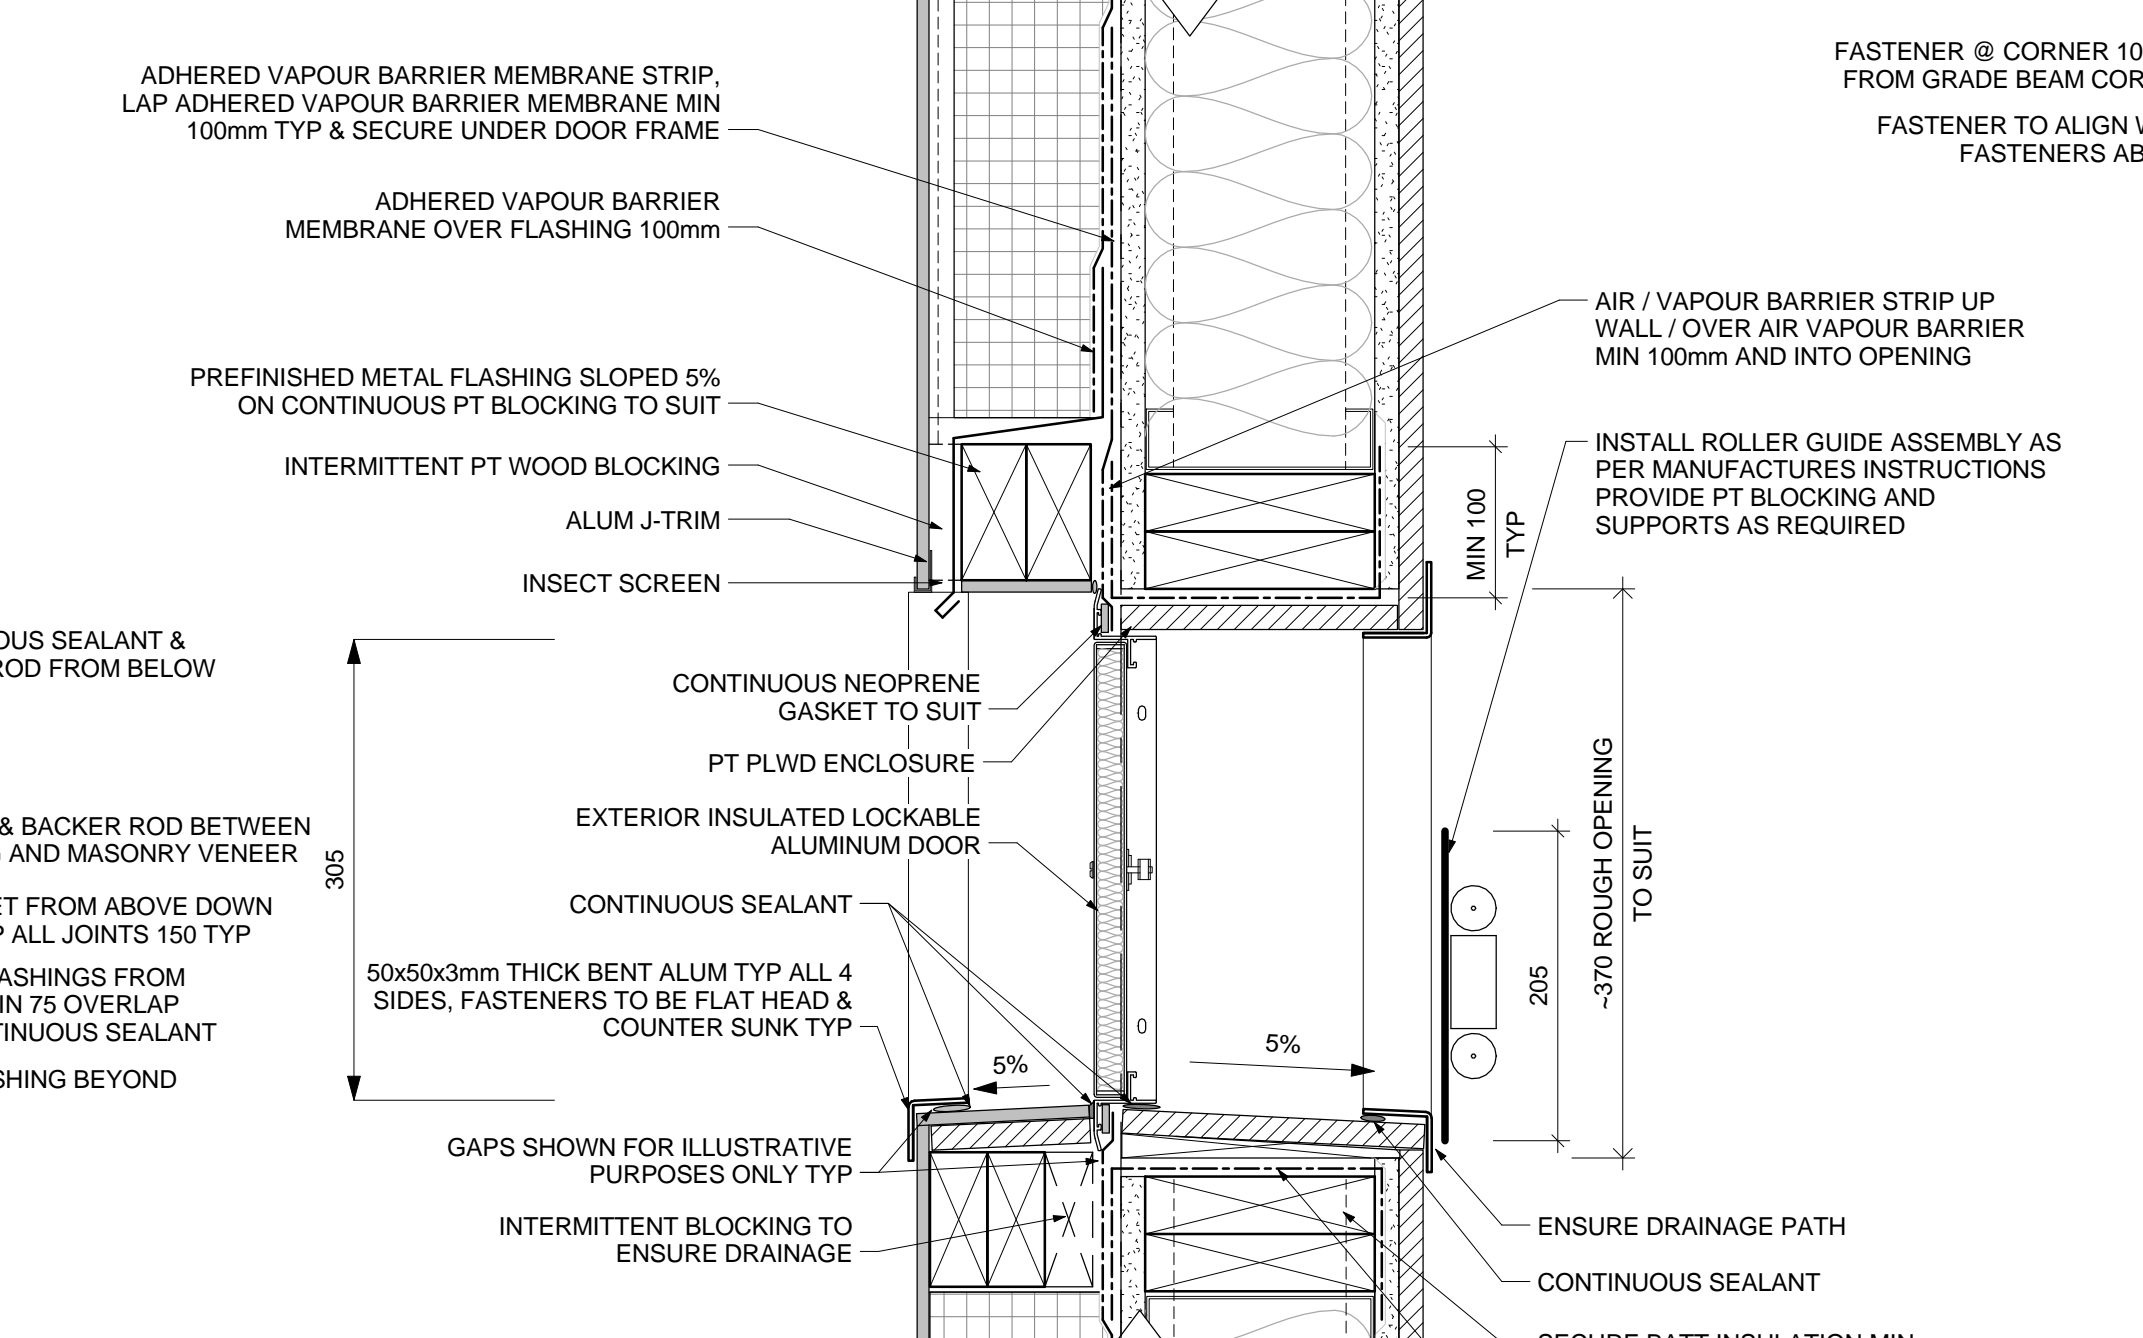 ADHERED VAPOUR BARRIER MEMBRANE STRIP,
LAP ADHERED VAPOUR BARRIER MEMBRANE MIN
100mm TYP & SECURE UNDER DOOR FRAME
ADHERED VAPOUR BARRIER
MEMBRANE OVER FLASHING 100mm
PREFINISHED METAL FLASHING SLOPED 5%
ON CONTINUOUS PT BLOCKING TO SUIT
INTERMITTENT PT WOOD BLOCKING
ALUM J-TRIM
INSECT SCREEN
OUS SEALANT &
ROD FROM BELOW
CONTINUOUS NEOPRENE
GASKET TO SUIT
PT PLWD ENCLOSURE
EXTERIOR INSULATED LOCKABLE
ALUMINUM DOOR
& BACKER ROD BETWEEN
AND MASONRY VENEER
305
ET FROM ABOVE DOWN
ALL JOINTS 150 TYP
ASHINGS FROM
IN 75 OVERLAP
TINUOUS SEALANT
SHING BEYOND
CONTINUOUS SEALANT
50x50x3mm THICK BENT ALUM TYP ALL 4
SIDES, FASTENERS TO BE FLAT HEAD &
COUNTER SUNK TYP
5%
5%
GAPS SHOWN FOR ILLUSTRATIVE
PURPOSES ONLY TYP
INTERMITTENT BLOCKING TO
ENSURE DRAINAGE
FASTENER @ CORNER 10
FROM GRADE BEAM COR
FASTENER TO ALIGN W
FASTENERS AB
AIR / VAPOUR BARRIER STRIP UP
WALL / OVER AIR VAPOUR BARRIER
MIN 100mm AND INTO OPENING
INSTALL ROLLER GUIDE ASSEMBLY AS
PER MANUFACTURES INSTRUCTIONS
PROVIDE PT BLOCKING AND
SUPPORTS AS REQUIRED
MIN 100
TYP
205
~370 ROUGH OPENING
TO SUIT
ENSURE DRAINAGE PATH
CONTINUOUS SEALANT
SECURE BATT INSULATION MIN